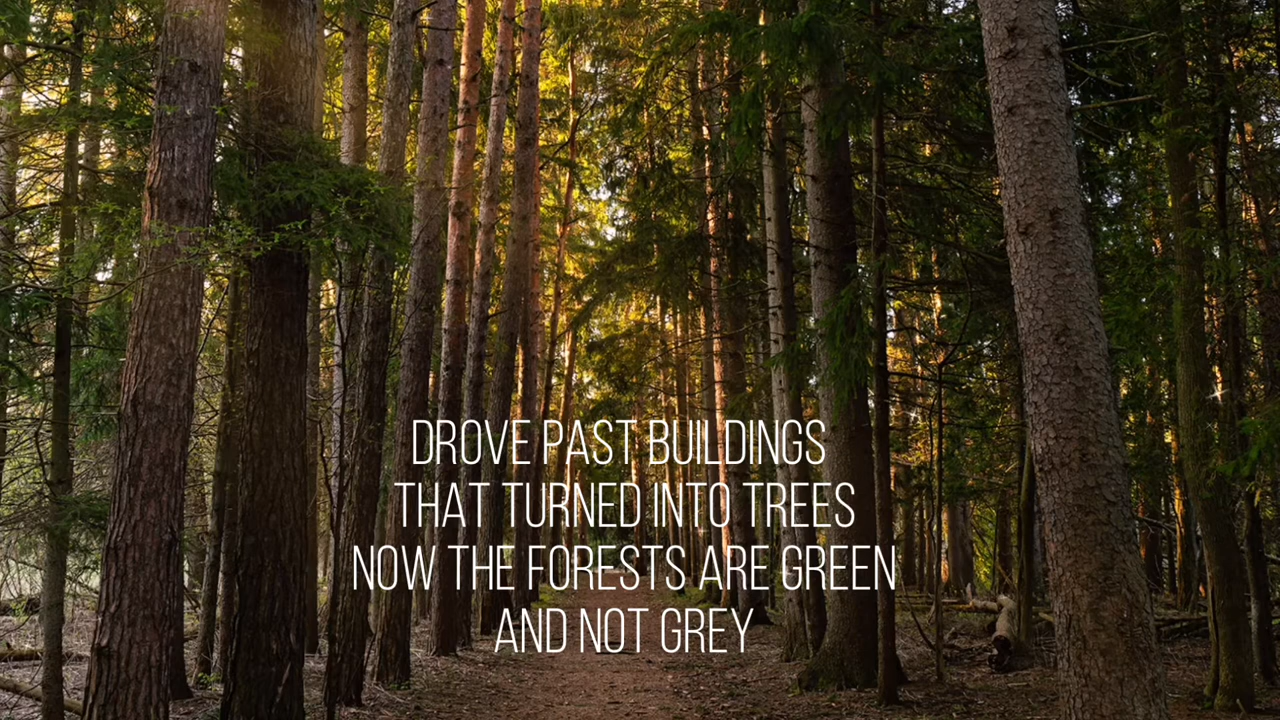 DROVE PAST BUILDINGS
THAT TURNED INTO TREES
NOW THE FORESTS ARE GREEN
AND NOT GREY